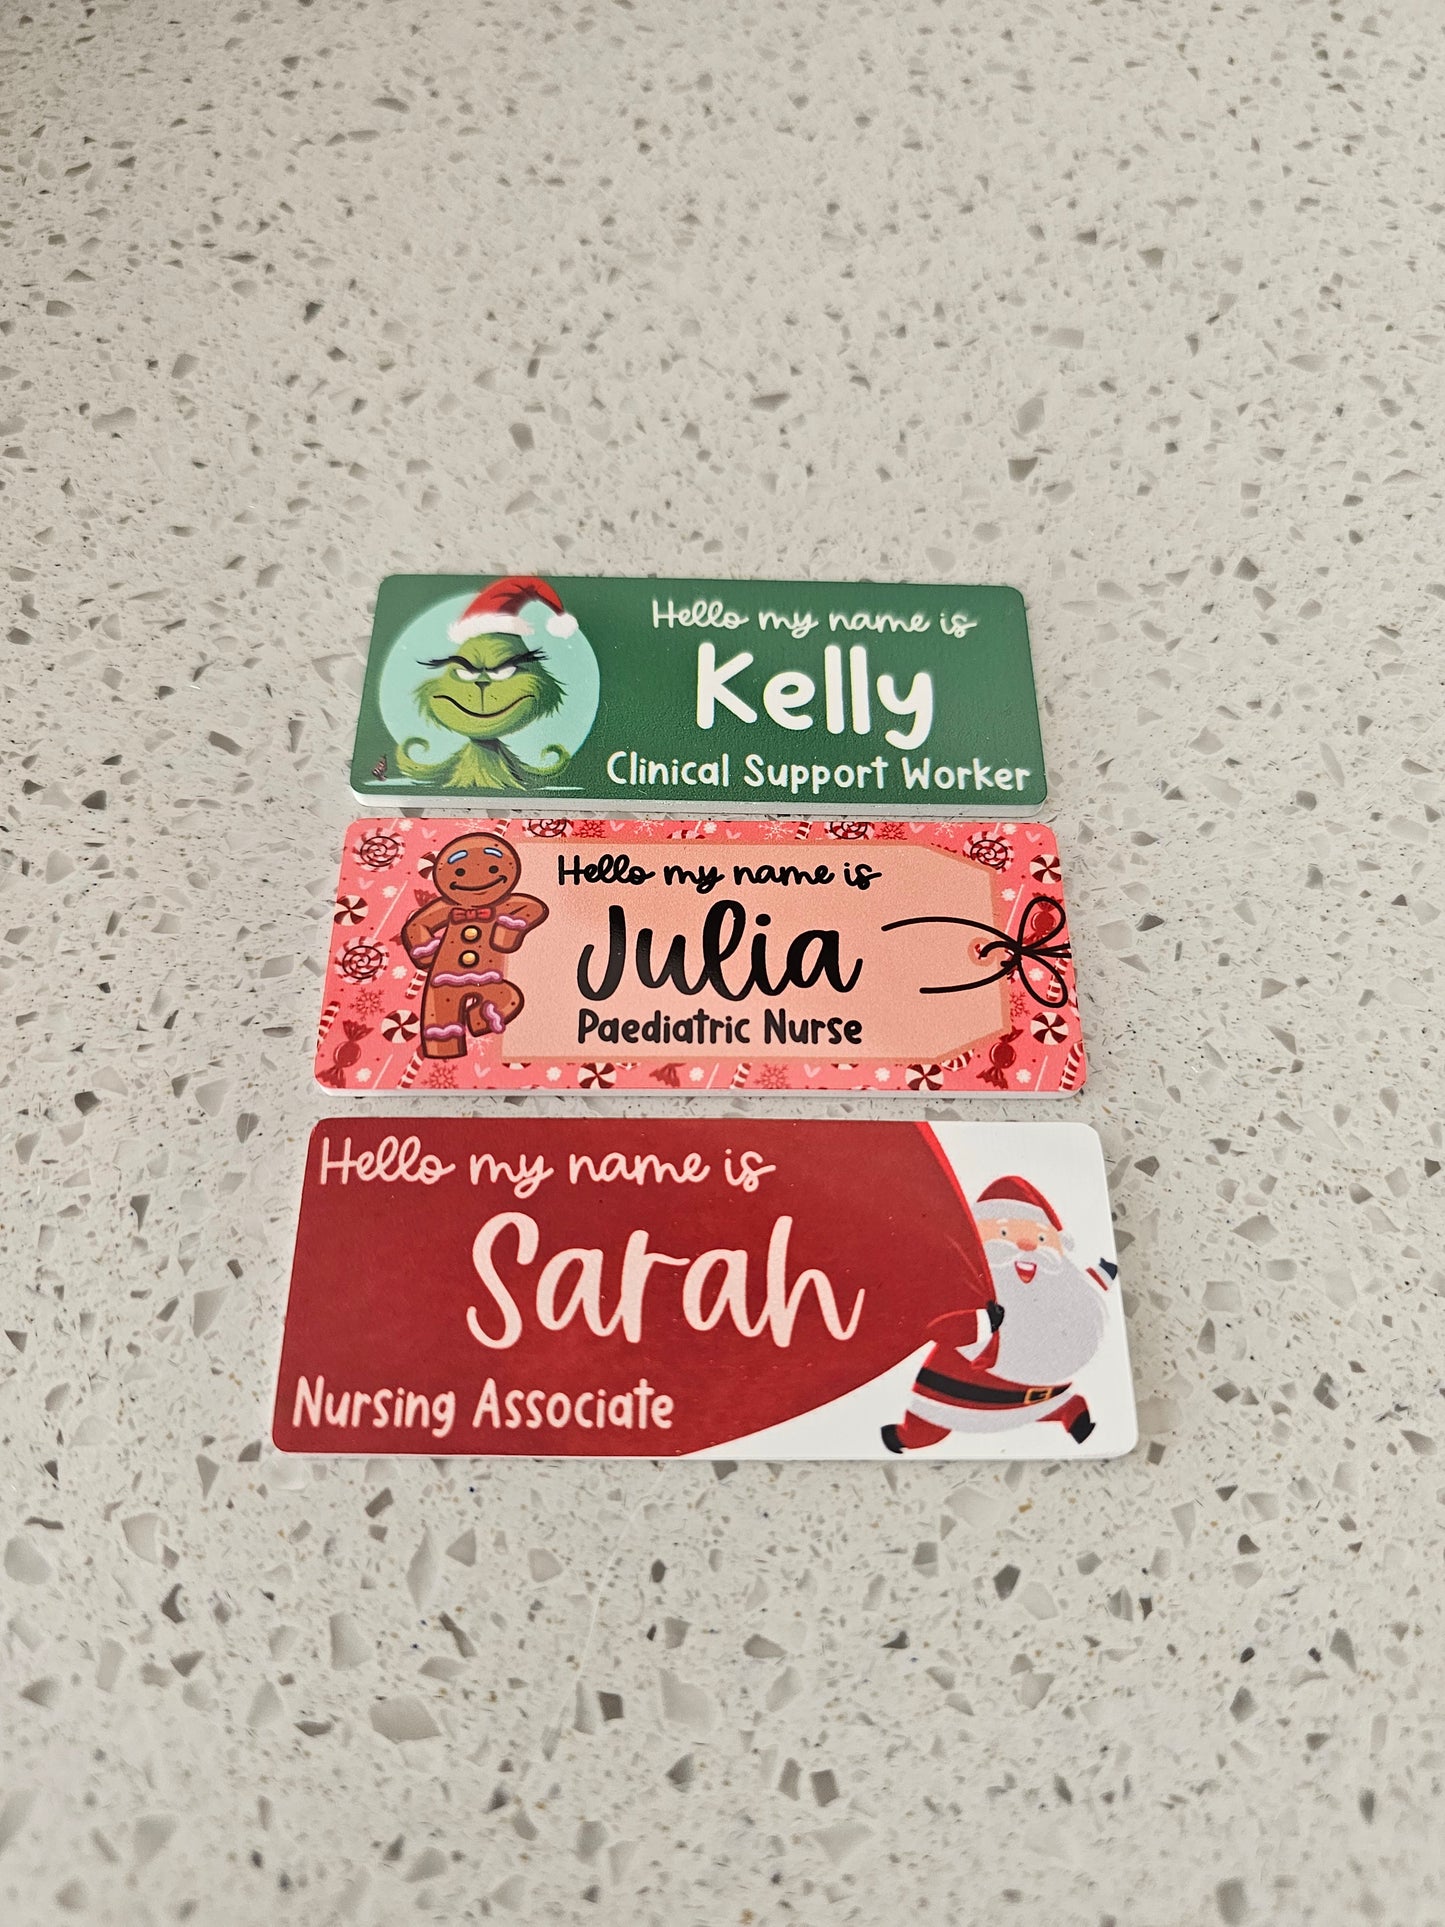 Hello my name is
Kelly
Clinical Support Worker
Hello my name is
Julia
Paediatric Nurse
Hello my name is
Sarah
Nursing Associate